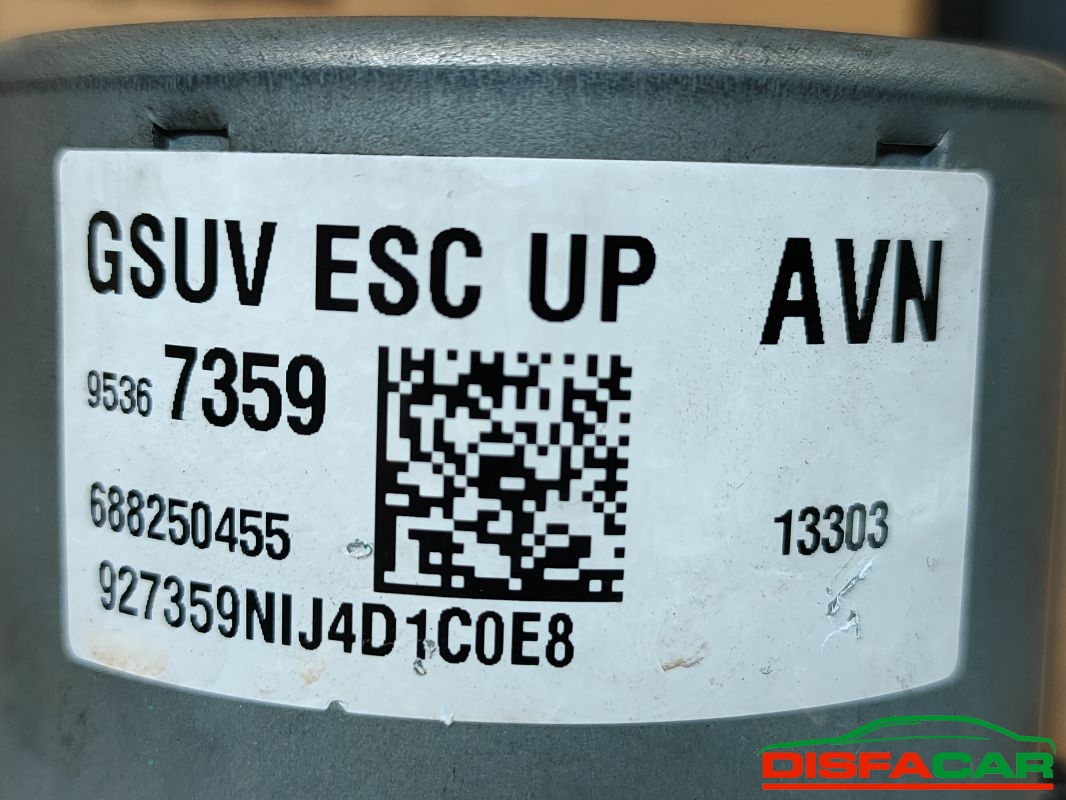 GSUV ESC UP AVN
9536 7359
688250455
13303
927359NIJ4D1C0E8
DISFACAR